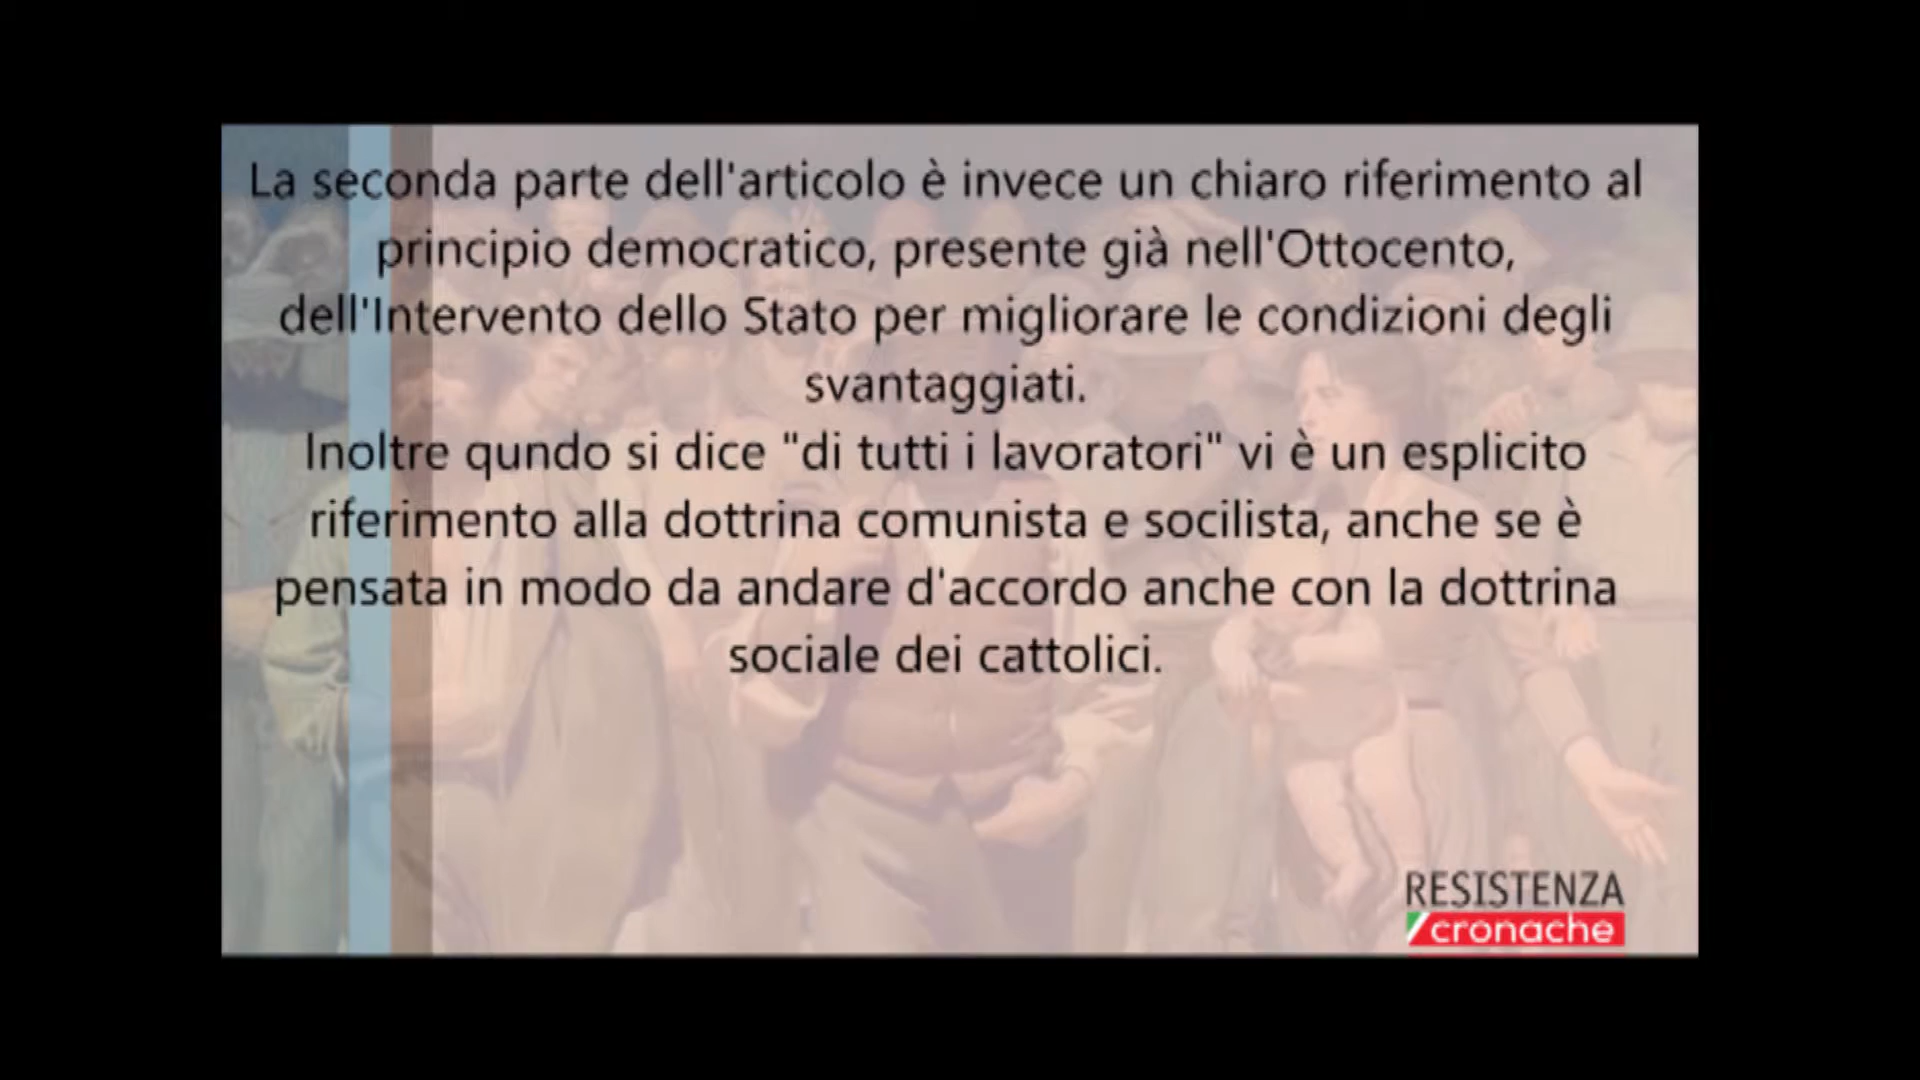 La seconda parte dell'articolo è invece un chiaro riferimento al
principio democratico, presente già nell'Ottocento,
dell'Intervento dello Stato per migliorare le condizioni degli
svantaggiati.
Inoltre qundo si dice "di tutti i lavoratori" vi è un esplicito
riferimento alla dottrina comunista e socilista, anche se è
pensata in modo da andare d'accordo anche con la dottrina
sociale dei cattolici.
RESISTENZA
cronache